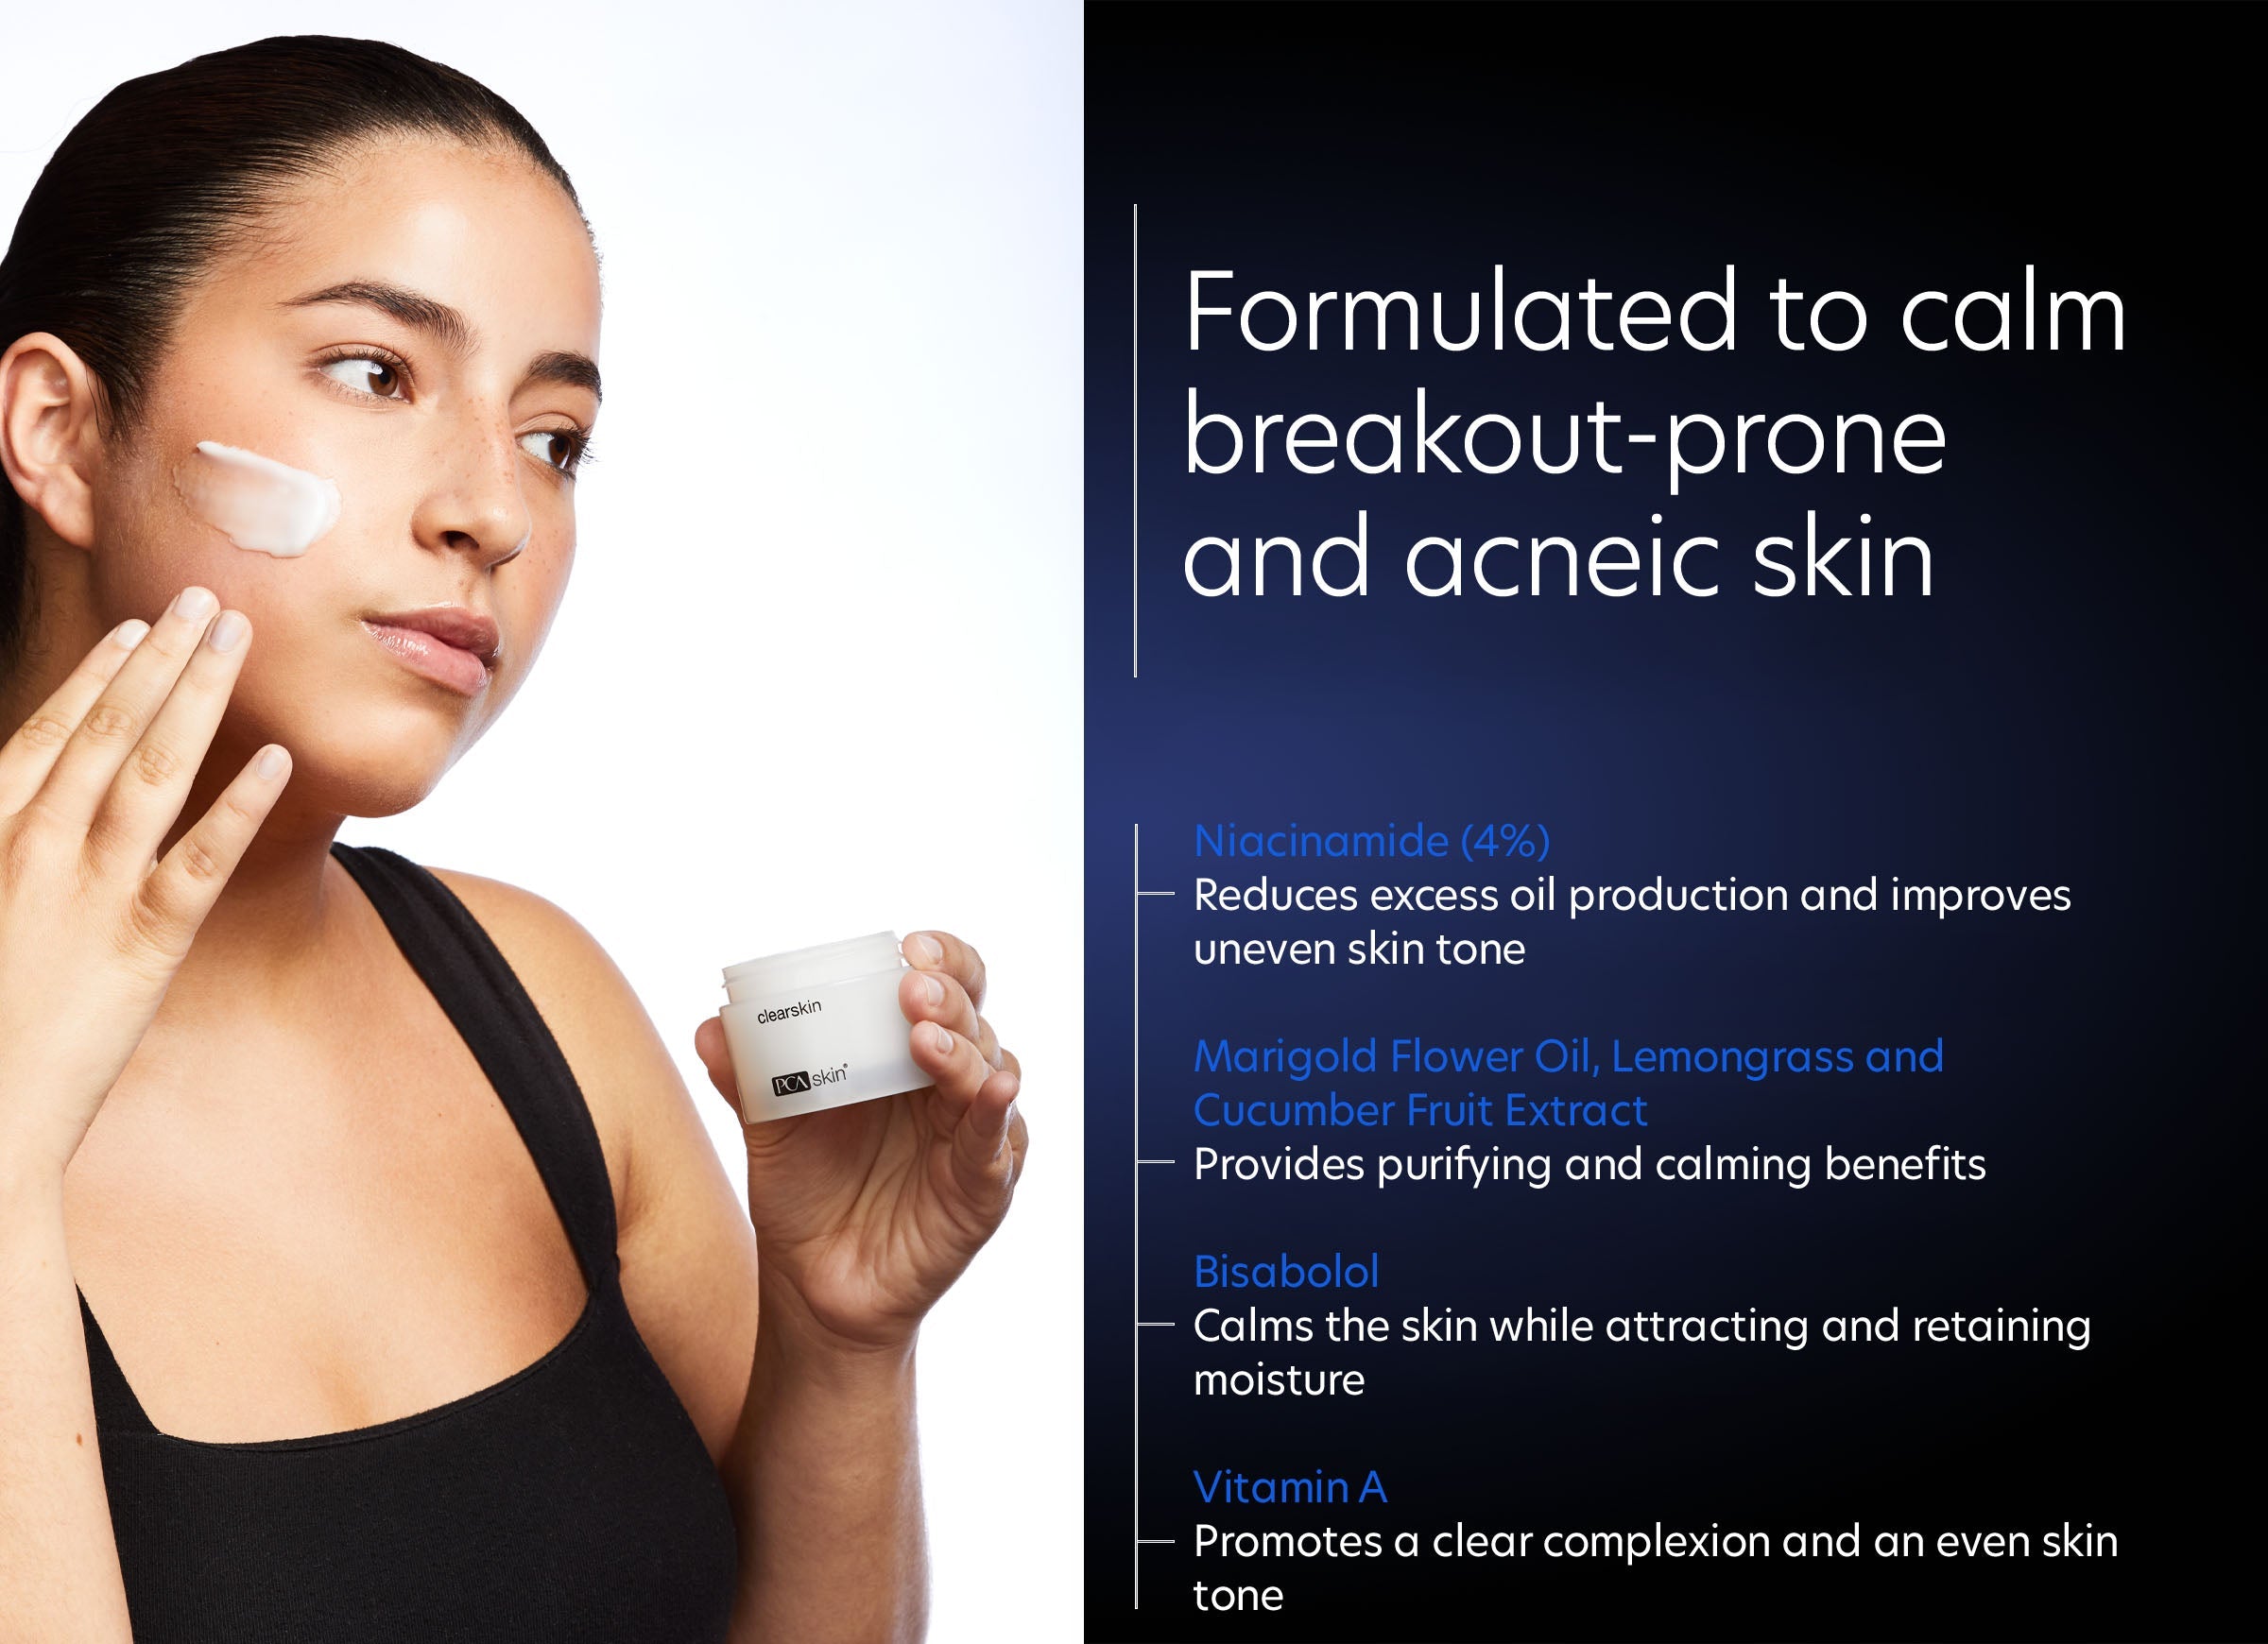 clearskin
PCA skin®
Formulated to calm
breakout-prone
and acneic skin
Niacinamide (4%)
Reduces excess oil production and improves
uneven skin tone
Marigold Flower Oil, Lemongrass and
Cucumber Fruit Extract
Provides purifying and calming benefits
Bisabolol
Calms the skin while attracting and retaining
moisture
Vitamin A
Promotes a clear complexion and an even skin
tone